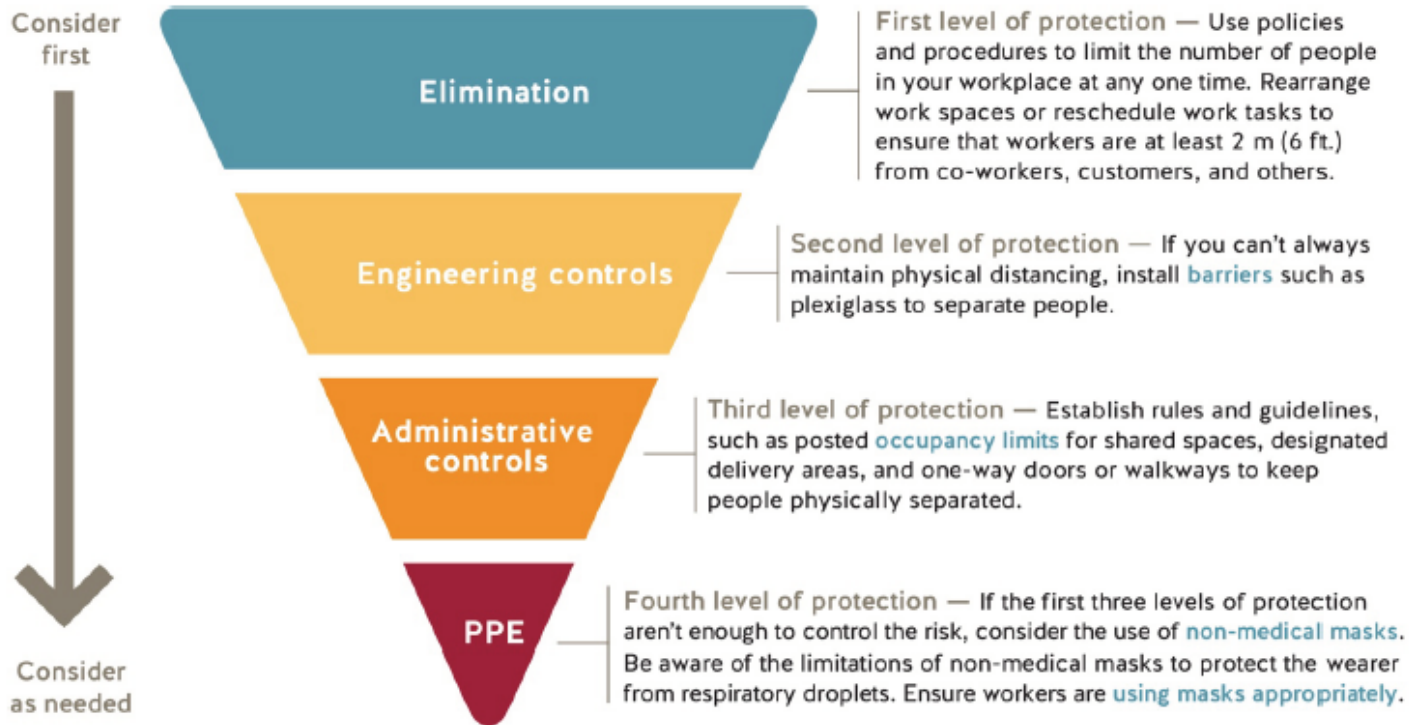 Consider
first
Elimination
First level of protection — Use policies
and procedures to limit the number of people
in your workplace at any one time. Rearrange
work spaces or reschedule work tasks to
ensure that workers are at least 2 m (6 ft.)
from co-workers, customers, and others.
Engineering controls
Second level of protection — If you can't always
maintain physical distancing, install barriers such as
plexiglass to separate people.
Administrative
controls
Third level of protection — Establish rules and guidelines,
such as posted occupancy limits for shared spaces, designated
delivery areas, and one-way doors or walkways to keep
people physically separated.
PPE
Fourth level of protection — If the first three levels of protection
aren't enough to control the risk, consider the use of non-medical masks.
Be aware of the limitations of non-medical masks to protect the wearer
from respiratory droplets. Ensure workers are using masks appropriately.
Consider
as needed